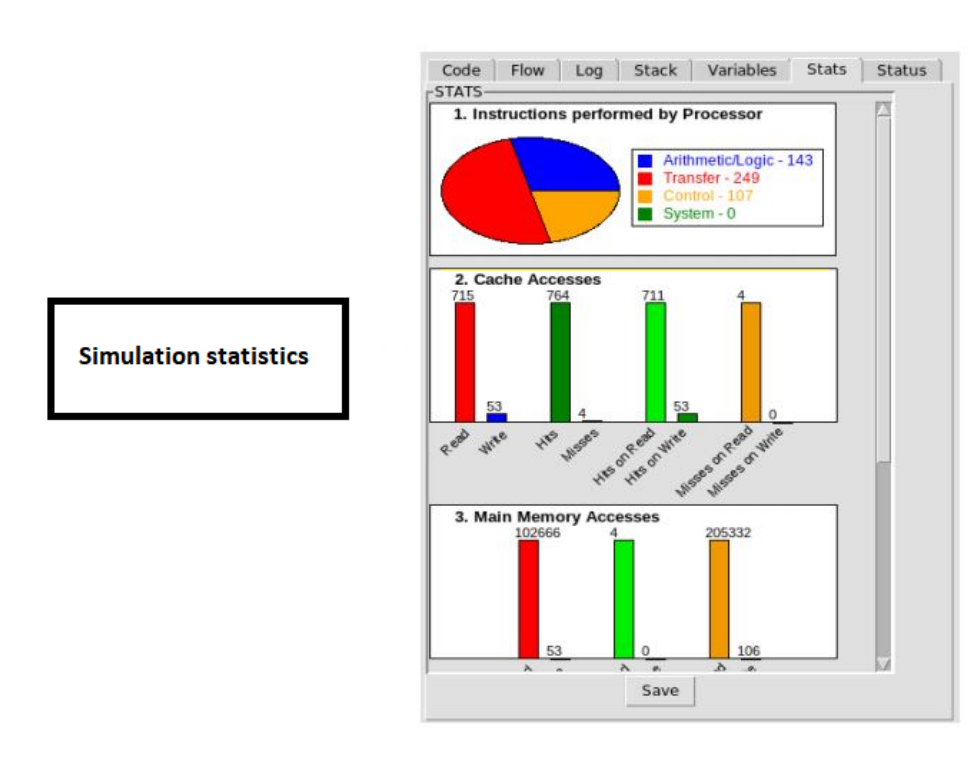 Simulation statistics
Code Flow Log Stack Variables Stats Status
STATS
1. Instructions performed by Processor
Arithmetic/Logic - 143
Transfer - 249
Control - 107
System - 0
2. Cache Accesses
715 764 711 4
53 4 53 0
Read Write Hits Misses Hits on Read Hits on Write Misses on Read Misses on Write
3. Main Memory Accesses
102666 4 205332
53 0 106
Save